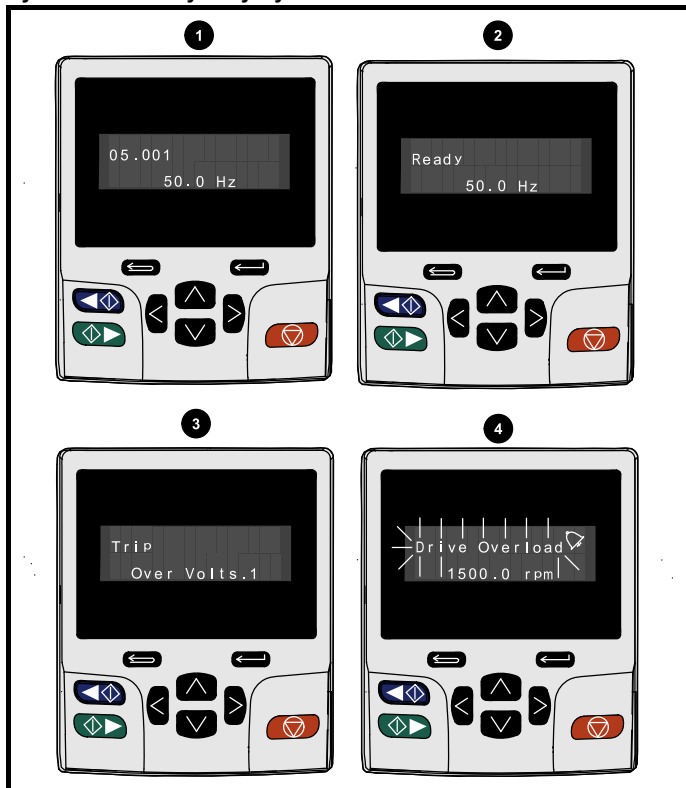 1
2
05.001
50.0 Hz
Ready
50.0 Hz
3
4
Trip
Over Volts.1
Drive Overload
1500.0 rpm